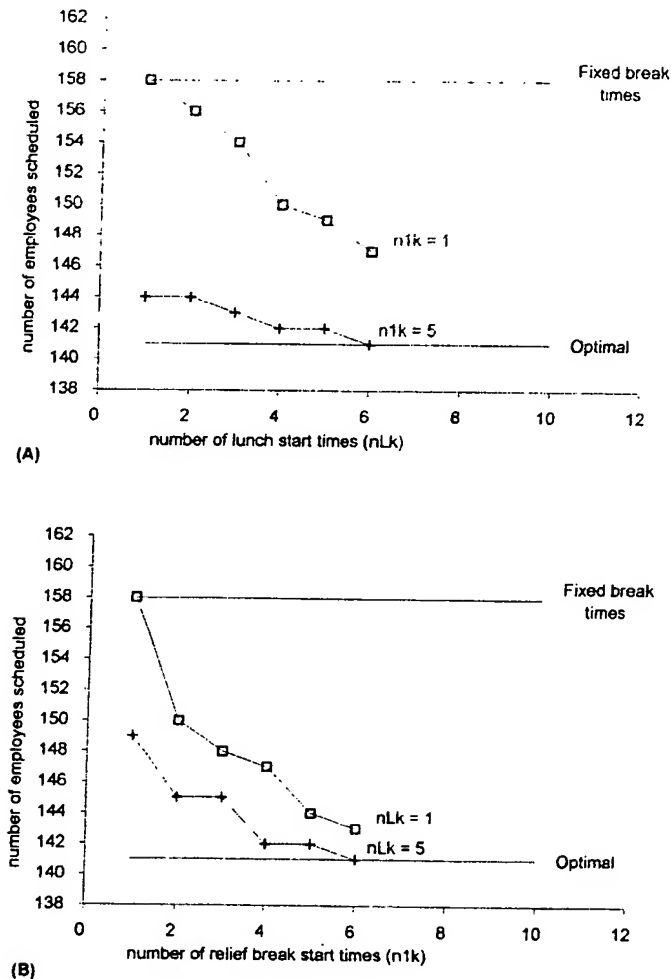 162
160
158
156
154
150
148
146
144
142
140
138
number of employees scheduled
Fixed break
times
n1k = 1
n1k = 5
Optimal
0
2
4
6
8
10
12
number of lunch start times (nLk)
(A)
162
160
158
156
154
150
148
146
144
142
140
138
number of employees scheduled
Fixed break
times
nLk = 1
nLk = 5
Optimal
0
2
4
6
8
10
12
number of relief break start times (n1k)
(B)